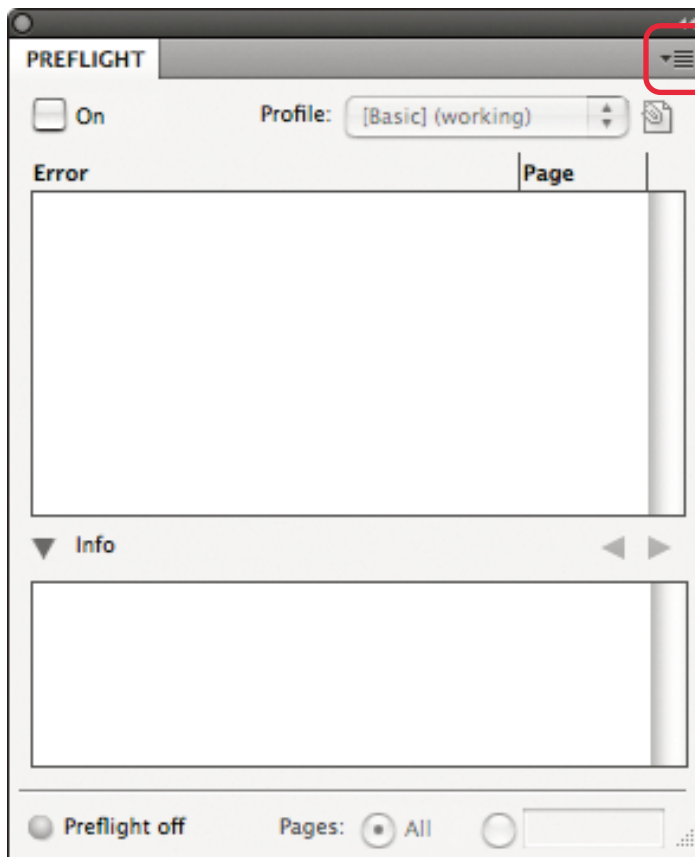 PREFLIGHT
On Profile: [Basic] (working)
Error Page
Info
Preflight off Pages: All